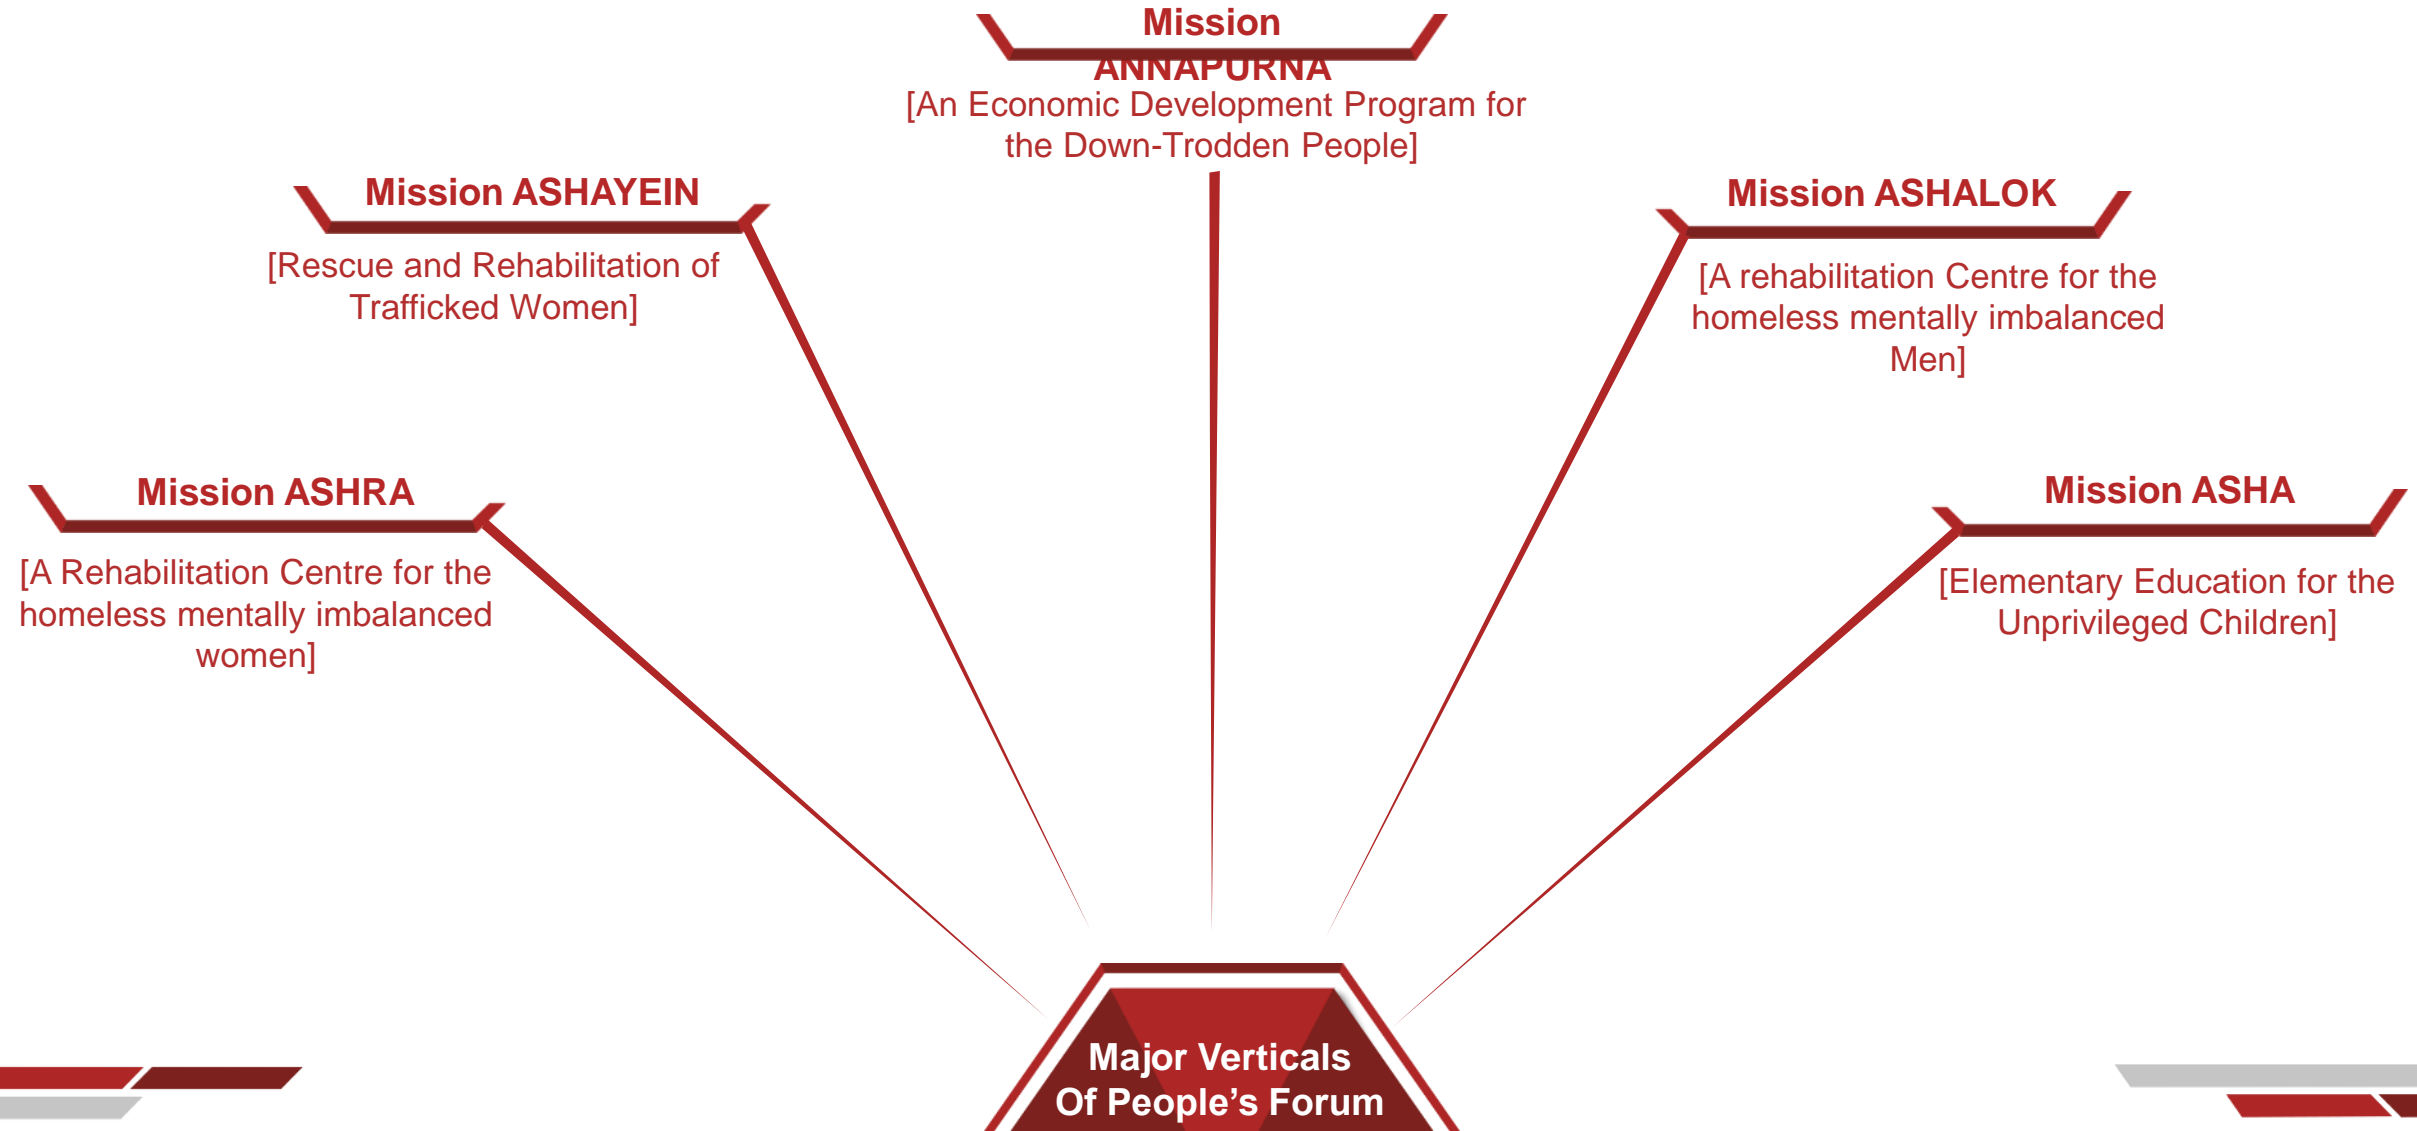 Mission
ANNAPURNA
[An Economic Development Program for
the Down-Trodden People]
Mission ASHAYEIN
[Rescue and Rehabilitation of
Trafficked Women]
Mission ASHALOK
[A rehabilitation Centre for the
homeless mentally imbalanced
Men]
Mission ASHRA
[A Rehabilitation Centre for the
homeless mentally imbalanced
women]
Mission ASHA
[Elementary Education for the
Unprivileged Children]
Major Verticals
Of People’s Forum